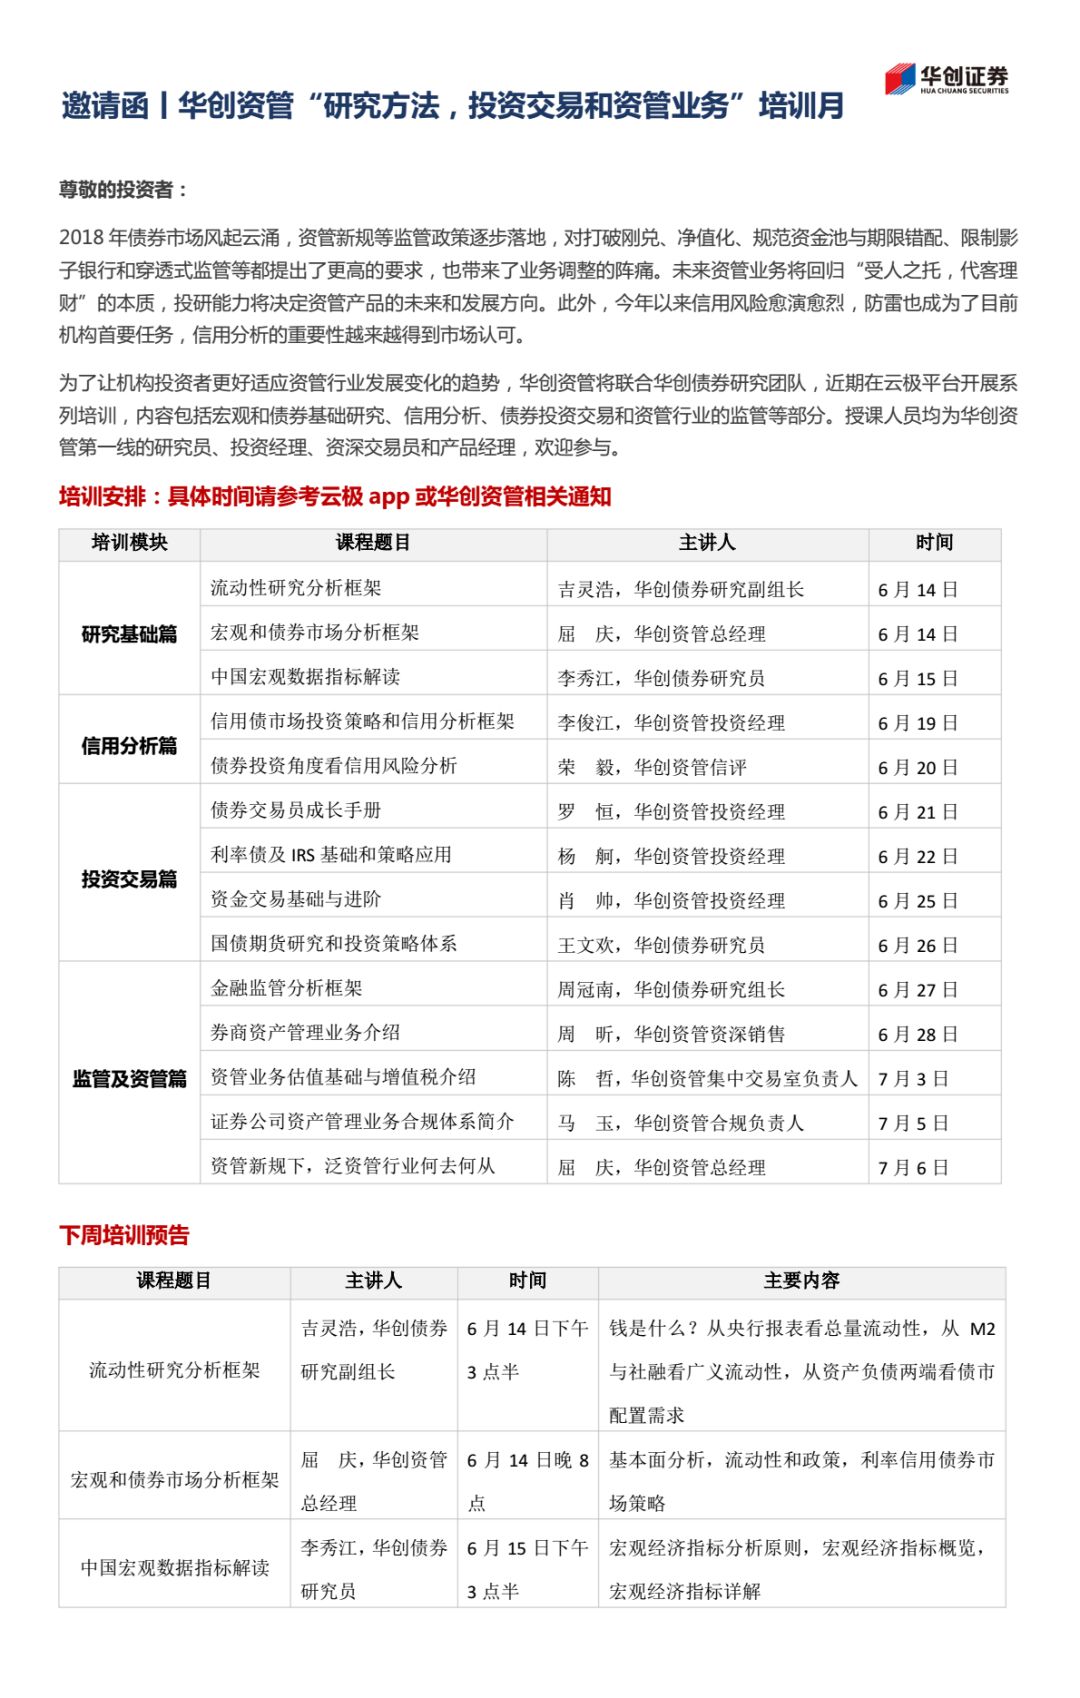 华创证券
HUA CHUANG SECURITIES
邀请函丨华创资管“研究方法，投资交易和资管业务”培训月
尊敬的投资者：
2018 年债券市场风起云涌，资管新规等监管政策逐步落地，对打破刚兑、净值化、规范资金池与期限错配、限制影
子银行和穿透式监管等都提出了更高的要求，也带来了业务调整的阵痛。未来资管业务将回归“受人之托，代客理
财”的本质，投研能力将决定资管产品的未来和发展方向。此外，今年以来信用风险愈演愈烈，防雷也成为了目前
机构首要任务，信用分析的重要性越来越得到市场认可。
为了让机构投资者更好适应资管行业发展变化的趋势，华创资管将联合华创债券研究团队，近期在云极平台开展系
列培训，内容包括宏观和债券基础研究、信用分析、债券投资交易和资管行业的监管等部分。授课人员均为华创资
管第一线的研究员、投资经理、资深交易员和产品经理，欢迎参与。
培训安排：具体时间请参考云极 app 或华创资管相关通知
培训模块 课程题目 主讲人 时间
研究基础篇
流动性研究分析框架 吉灵浩，华创债券研究副组长 6 月 14 日
宏观和债券市场分析框架 屈 庆，华创资管总经理 6 月 14 日
中国宏观数据指标解读 李秀江，华创债券研究员 6 月 15 日
信用分析篇
信用债市场投资策略和信用分析框架 李俊江，华创资管投资经理 6 月 19 日
债券投资角度看信用风险分析 荣 毅，华创资管信评 6 月 20 日
投资交易篇
债券交易员成长手册 罗 恒，华创资管投资经理 6 月 21 日
利率债及 IRS 基础和策略应用 杨 舸，华创资管投资经理 6 月 22 日
资金交易基础与进阶 肖 帅，华创资管投资经理 6 月 25 日
国债期货研究和投资策略体系 王文欢，华创债券研究员 6 月 26 日
监管及资管篇
金融监管分析框架 周冠南，华创债券研究组长 6 月 27 日
券商资产管理业务介绍 周 昕，华创资管资深销售 6 月 28 日
资管业务估值基础与增值税介绍 陈 哲，华创资管集中交易室负责人 7 月 3 日
证券公司资产管理业务合规体系简介 马 玉，华创资管合规负责人 7 月 5 日
资管新规下，泛资管行业何去何从 屈 庆，华创资管总经理 7 月 6 日
下周培训预告
课程题目 主讲人 时间 主要内容
流动性研究分析框架
吉灵浩，华创债券
研究副组长
6 月 14 日下午
3 点半
钱是什么？从央行报表看总量流动性，从 M2
与社融看广义流动性，从资产负债两端看债市
配置需求
宏观和债券市场分析框架
屈 庆，华创资管
总经理
6 月 14 日晚 8
点
基本面分析，流动性和政策，利率信用债券市
场策略
中国宏观数据指标解读
李秀江，华创债券
研究员
6 月 15 日下午
3 点半
宏观经济指标分析原则，宏观经济指标概览，
宏观经济指标详解